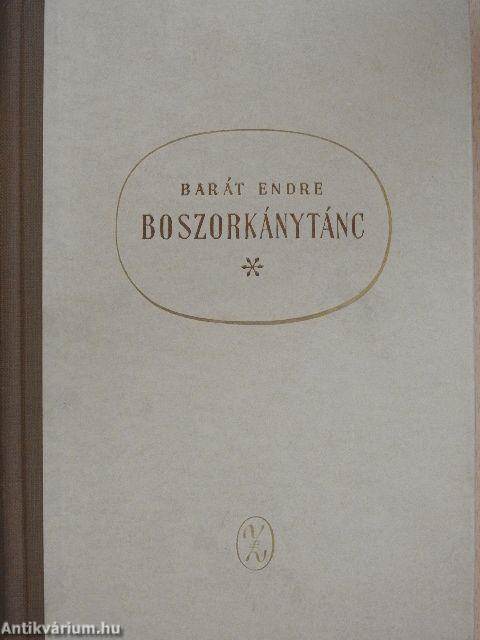 BARÁT ENDRE
BOSZORKÁNYTÁNC
Antikvárium.hu